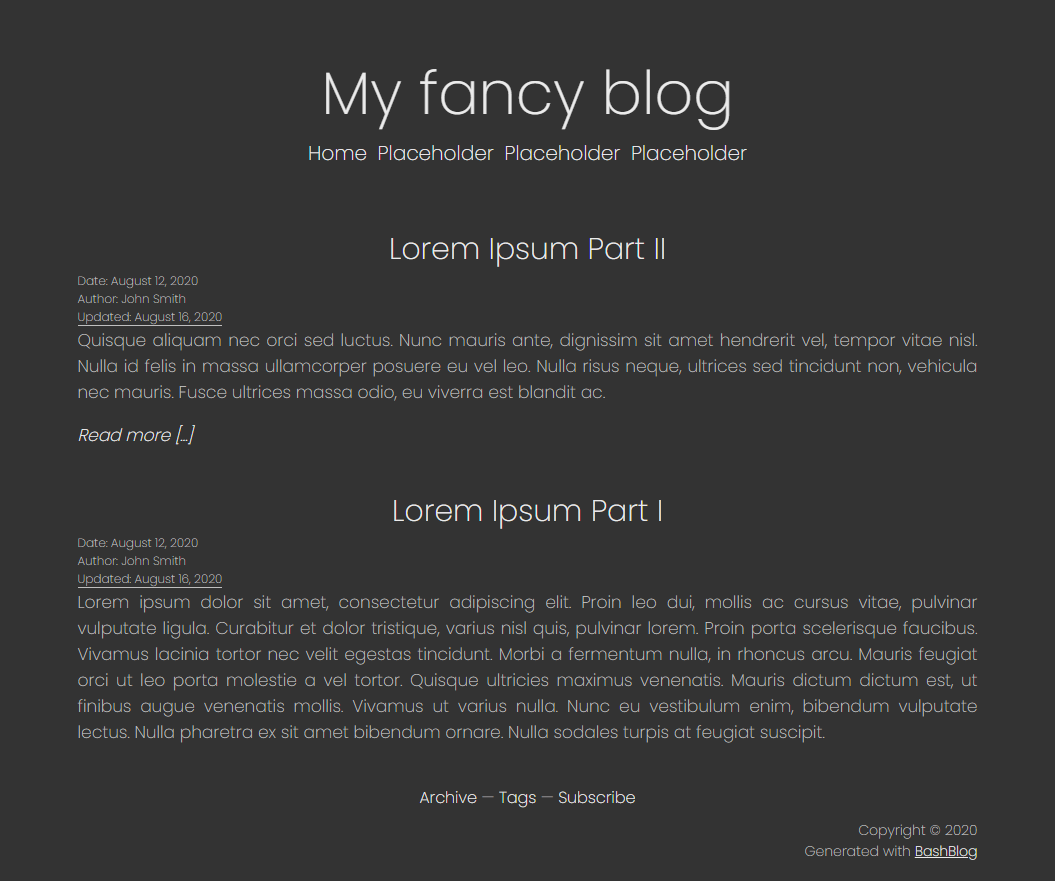 My fancy blog
Home Placeholder Placeholder Placeholder
Lorem Ipsum Part II
Date: August 12, 2020
Author: John Smith
Updated: August 16, 2020
Quisque aliquam nec orci sed luctus. Nunc mauris ante, dignissim sit amet hendrerit vel, tempor vitae nisl.
Nulla id felis in massa ullamcorper posuere eu vel leo. Nulla risus neque, ultrices sed tincidunt non, vehicula
nec mauris. Fusce ultrices massa odio, eu viverra est blandit ac.
Read more [...]
Lorem Ipsum Part I
Date: August 12, 2020
Author: John Smith
Updated: August 16, 2020
Lorem ipsum dolor sit amet, consectetur adipiscing elit. Proin leo dui, mollis ac cursus vitae, pulvinar
vulputate ligula. Curabitur et dolor tristique, varius nisl quis, pulvinar lorem. Proin porta scelerisque faucibus.
Vivamus lacinia tortor nec velit egestas tincidunt. Morbi a fermentum nulla, in rhoncus arcu. Mauris feugiat
orci ut leo porta molestie a vel tortor. Quisque ultricies maximus venenatis. Mauris dictum dictum est, ut
finibus augue venenatis mollis. Vivamus ut varius nulla. Nunc eu vestibulum enim, bibendum vulputate
lectus. Nulla pharetra ex sit amet bibendum ornare. Nulla sodales turpis at feugiat suscipit.
Archive — Tags — Subscribe
Copyright © 2020
Generated with BashBlog